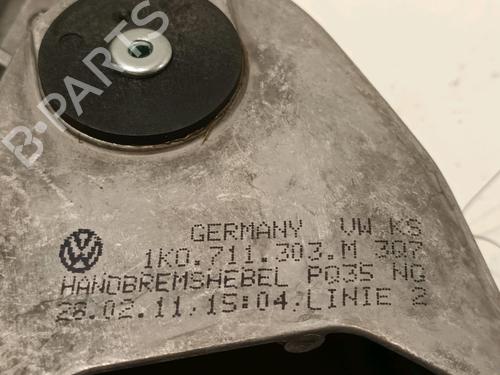 B-PARTS
GERMANY VW KS
1K0.711.303.M 307
HANDBREMSHEBEL PQ35 NG
28.02.11.15:04.LINIE 2